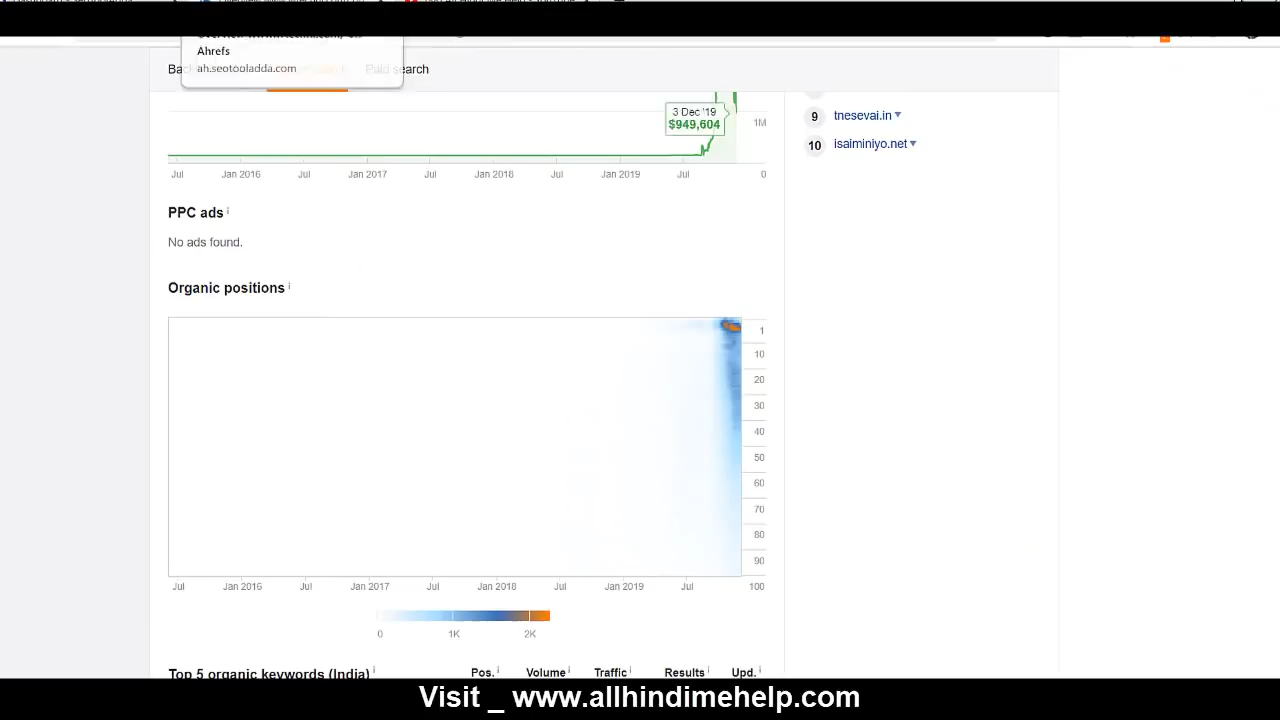 Ahrefs
ah.seotooladda.com
Paid search
3 Dec '19
$949,604
1M
Jul Jan 2016 Jul Jan 2017 Jul Jan 2018 Jul Jan 2019 Jul 0
9 tnesevai.in
10 isaiminiyo.net
PPC ads
No ads found.
Organic positions
1
10
20
30
40
50
60
70
80
90
Jul Jan 2016 Jul Jan 2017 Jul Jan 2018 Jul Jan 2019 Jul 100
0 1K 2K
Top 5 organic keywords (India) Pos. Volume Traffic Results Upd.
Visit _ www.allhindimehelp.com